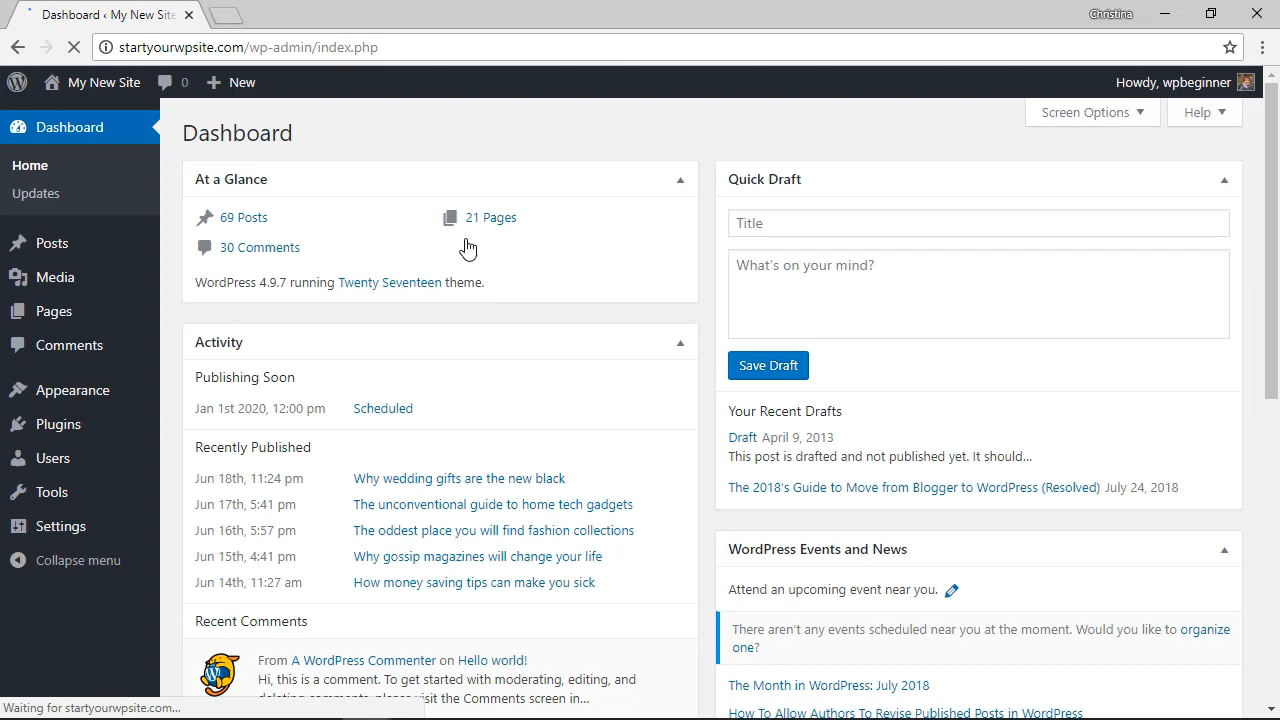 Dashboard ‹ My New Site
Christina
startyourwpsite.com/wp-admin/index.php
My New Site
0
New
Howdy, wpbeginner
Dashboard
Home
Updates
Posts
Media
Pages
Comments
Appearance
Plugins
Users
Tools
Settings
Collapse menu
Screen Options
Help
Dashboard
At a Glance
69 Posts
21 Pages
30 Comments
WordPress 4.9.7 running Twenty Seventeen theme.
Activity
Publishing Soon
Jan 1st 2020, 12:00 pm Scheduled
Recently Published
Jun 18th, 11:24 pm Why wedding gifts are the new black
Jun 17th, 5:41 pm The unconventional guide to home tech gadgets
Jun 16th, 5:57 pm The oddest place you will find fashion collections
Jun 15th, 4:41 pm Why gossip magazines will change your life
Jun 14th, 11:27 am How money saving tips can make you sick
Recent Comments
From A WordPress Commenter on Hello world!
Hi, this is a comment. To get started with moderating, editing, and
deleting comments, please visit the Comments screen in...
Quick Draft
Title
What's on your mind?
Save Draft
Your Recent Drafts
Draft April 9, 2013
This post is drafted and not published yet. It should...
The 2018's Guide to Move from Blogger to WordPress (Resolved) July 24, 2018
WordPress Events and News
Attend an upcoming event near you.
There aren't any events scheduled near you at the moment. Would you like to organize
one?
The Month in WordPress: July 2018
How To Allow Authors To Revise Published Posts in WordPress
Waiting for startyourwpsite.com...